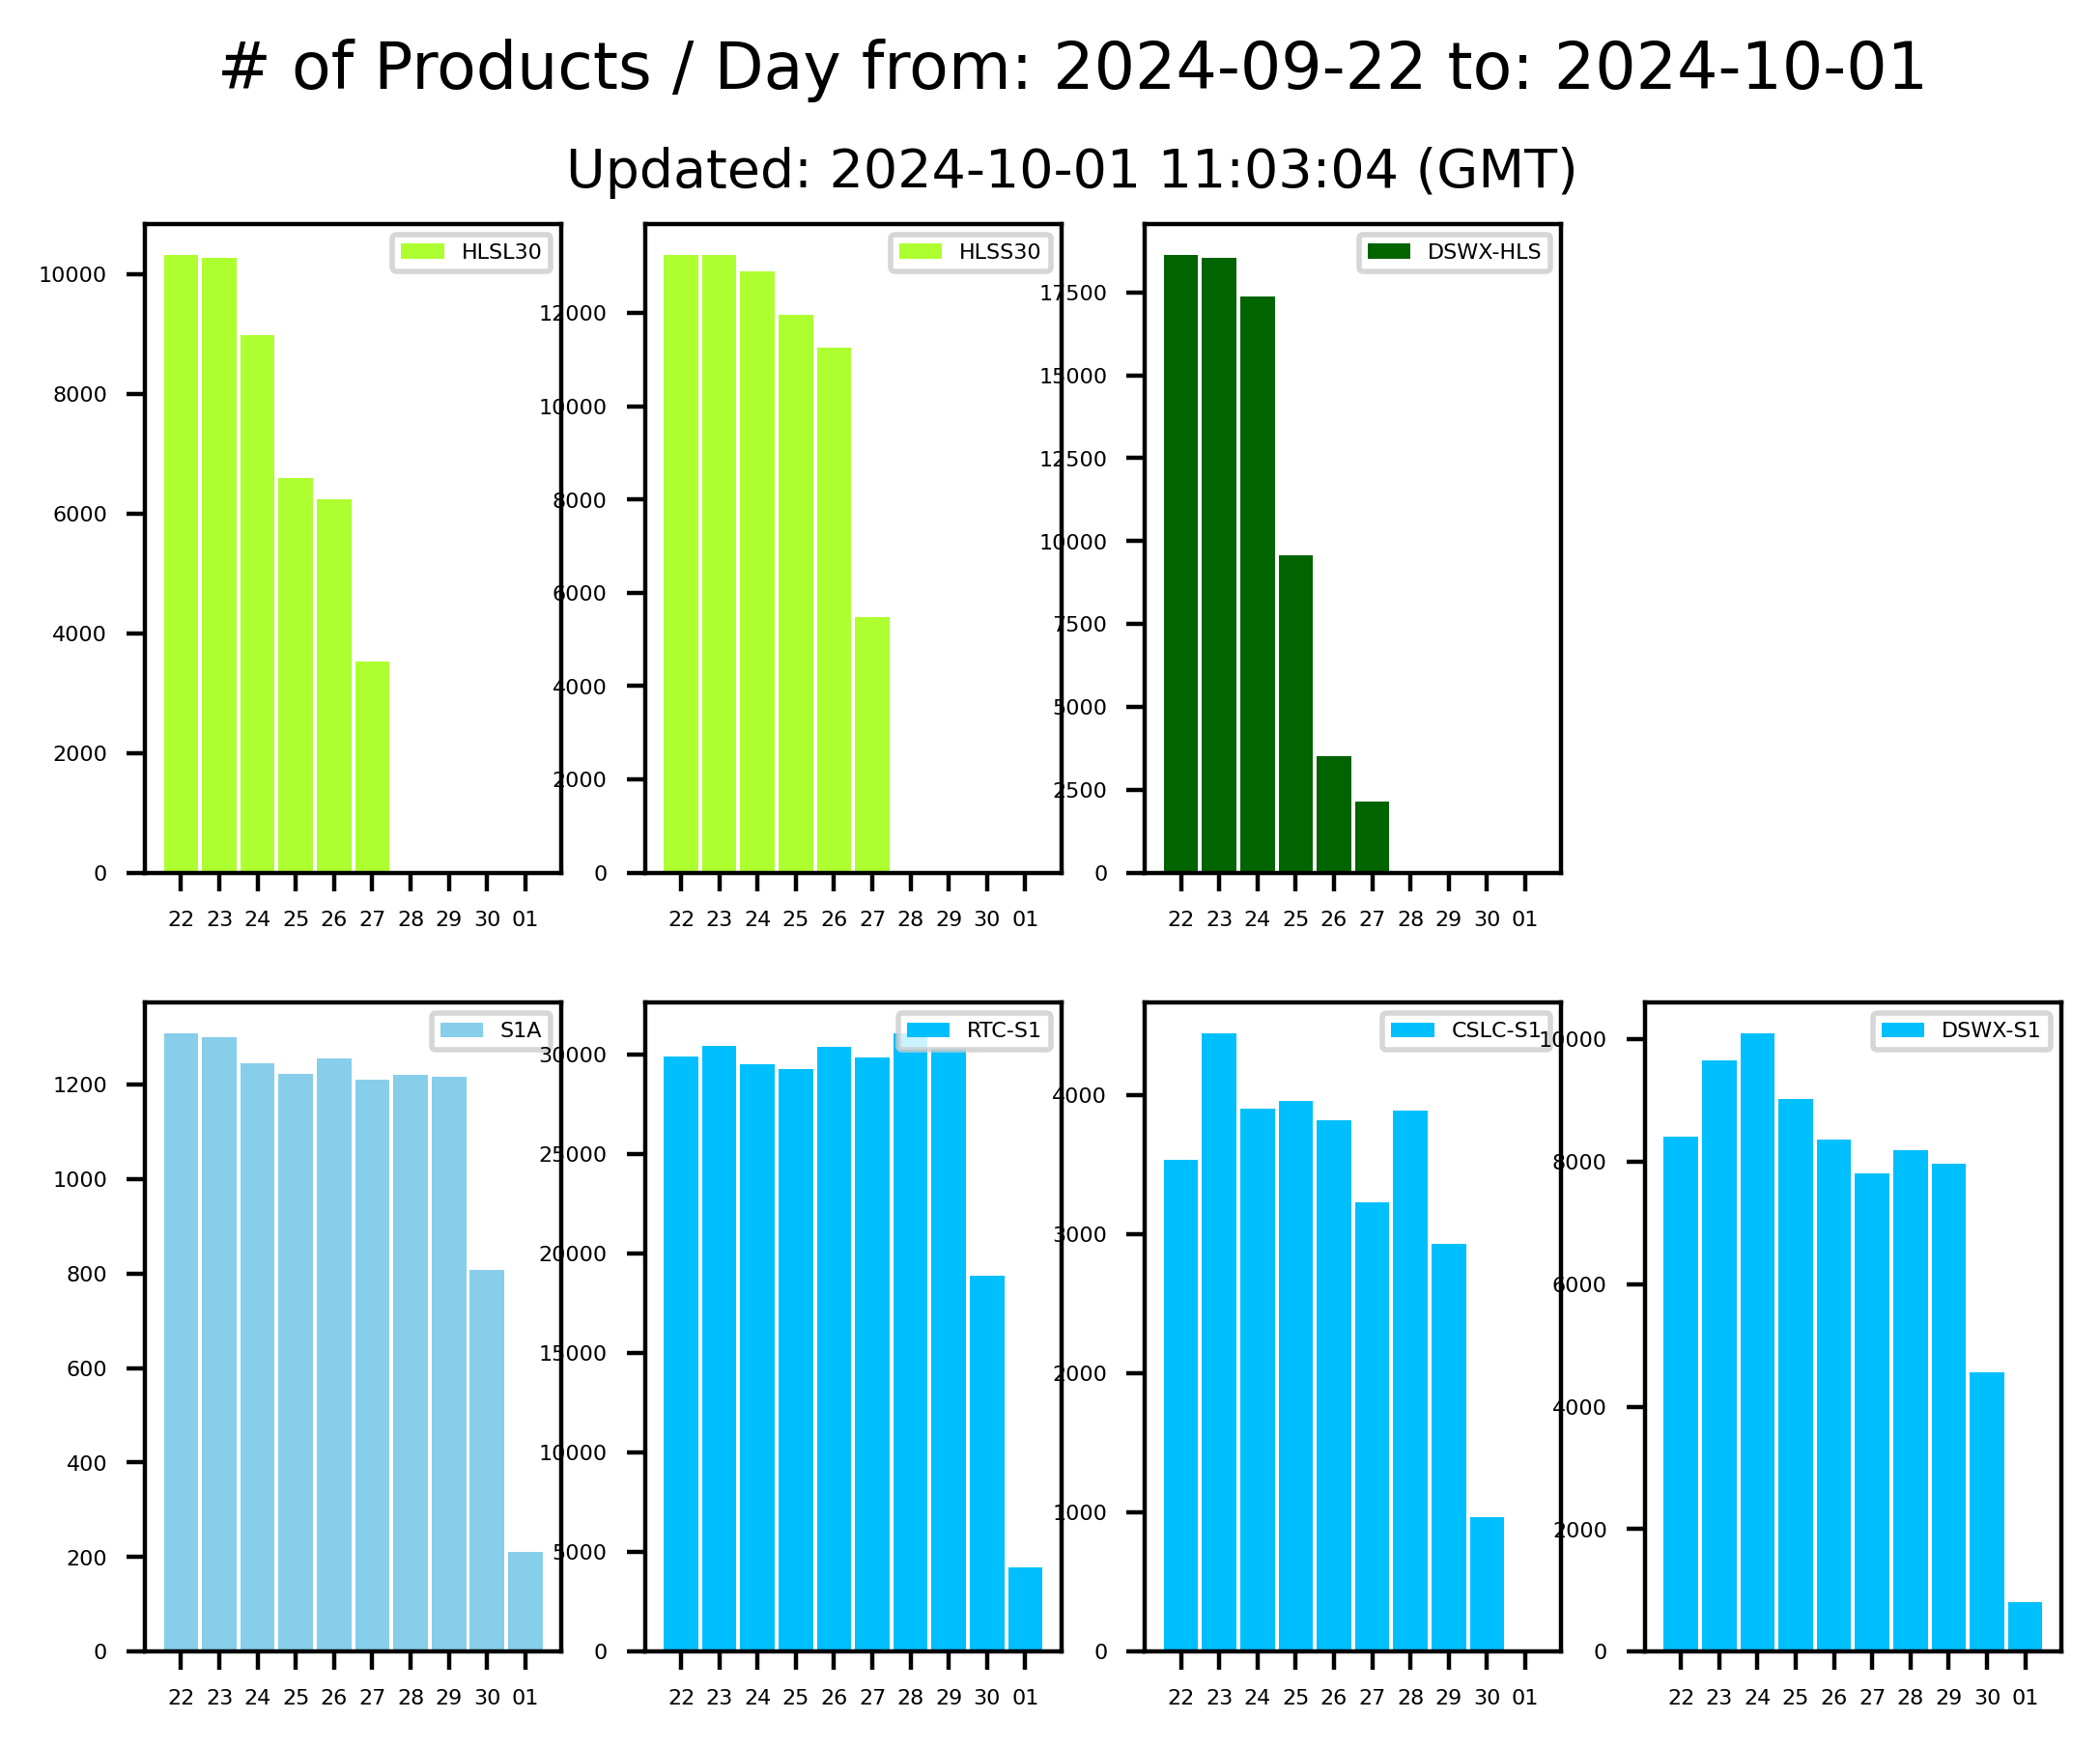 # of Products / Day from: 2024-09-22 to: 2024-10-01
Updated: 2024-10-01 11:03:04 (GMT)
HLSL30
10000
8000
6000
4000
2000
0
22 23 24 25 26 27 28 29 30 01
HLSS30
12000
10000
8000
6000
4000
2000
0
22 23 24 25 26 27 28 29 30 01
DSWX-HLS
17500
15000
12500
10000
7500
5000
2500
0
22 23 24 25 26 27 28 29 30 01
S1A
1200
1000
800
600
400
200
0
22 23 24 25 26 27 28 29 30 01
RTC-S1
30000
25000
20000
15000
10000
5000
0
22 23 24 25 26 27 28 29 30 01
CSLC-S1
4000
3000
2000
1000
0
22 23 24 25 26 27 28 29 30 01
DSWX-S1
10000
8000
6000
4000
2000
0
22 23 24 25 26 27 28 29 30 01